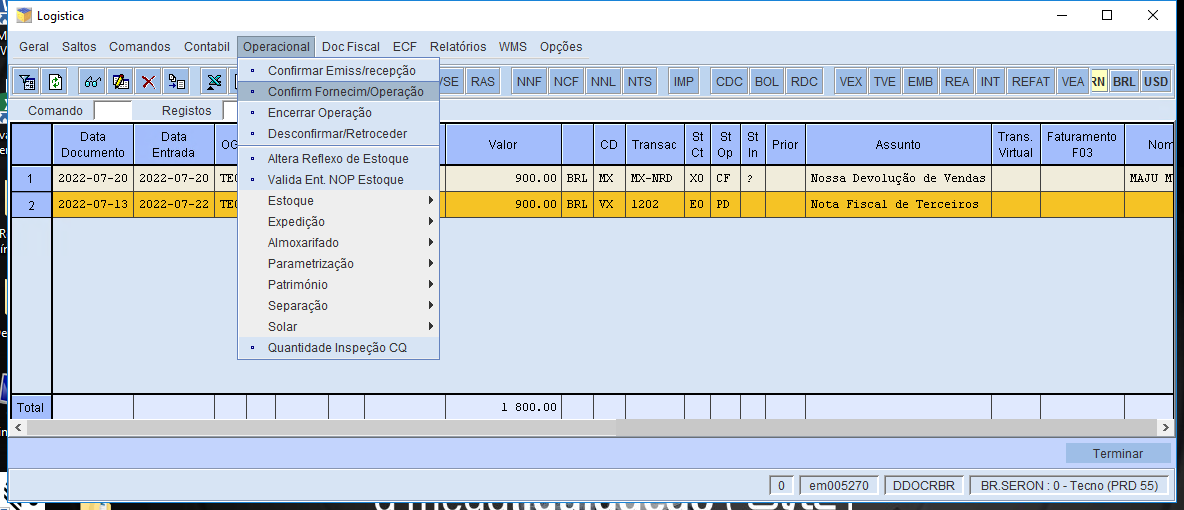 Logistica
Geral Saltos Comandos Contabil Operacional Doc Fiscal ECF Relatórios WMS Opções
VSE RAS NNF NCF NNL NTS IMP CDC BOL RDC VEX TVE EMB REA INT REFAT VEA RN BRL USD
Comando Registos
Confirmar Emiss/recepção
Confirm Fornecim/Operação
Encerrar Operação
Desconfirmar/Retroceder
Altera Reflexo de Estoque
Valida Ent. NOP Estoque
Estoque
Expedição
Almoxarifado
Parametrização
Património
Separação
Solar
Quantidade Inspeção CQ
Data Documento Data Entrada OG Valor CD Transac St Ct St Op St In Prior Assunto Trans. Virtual Faturamento F03 Nom
1 2022-07-20 2022-07-20 TEC 900.00 BRL MX MX-NRD X0 CF ? Nossa Devolução de Vendas MAJU M
2 2022-07-13 2022-07-22 TEC 900.00 BRL VX 1202 E0 PD Nota Fiscal de Terceiros
Total 1 800.00
Terminar
0 em005270 DDOCRBR BR.SERON : 0 - Tecno (PRD 55)